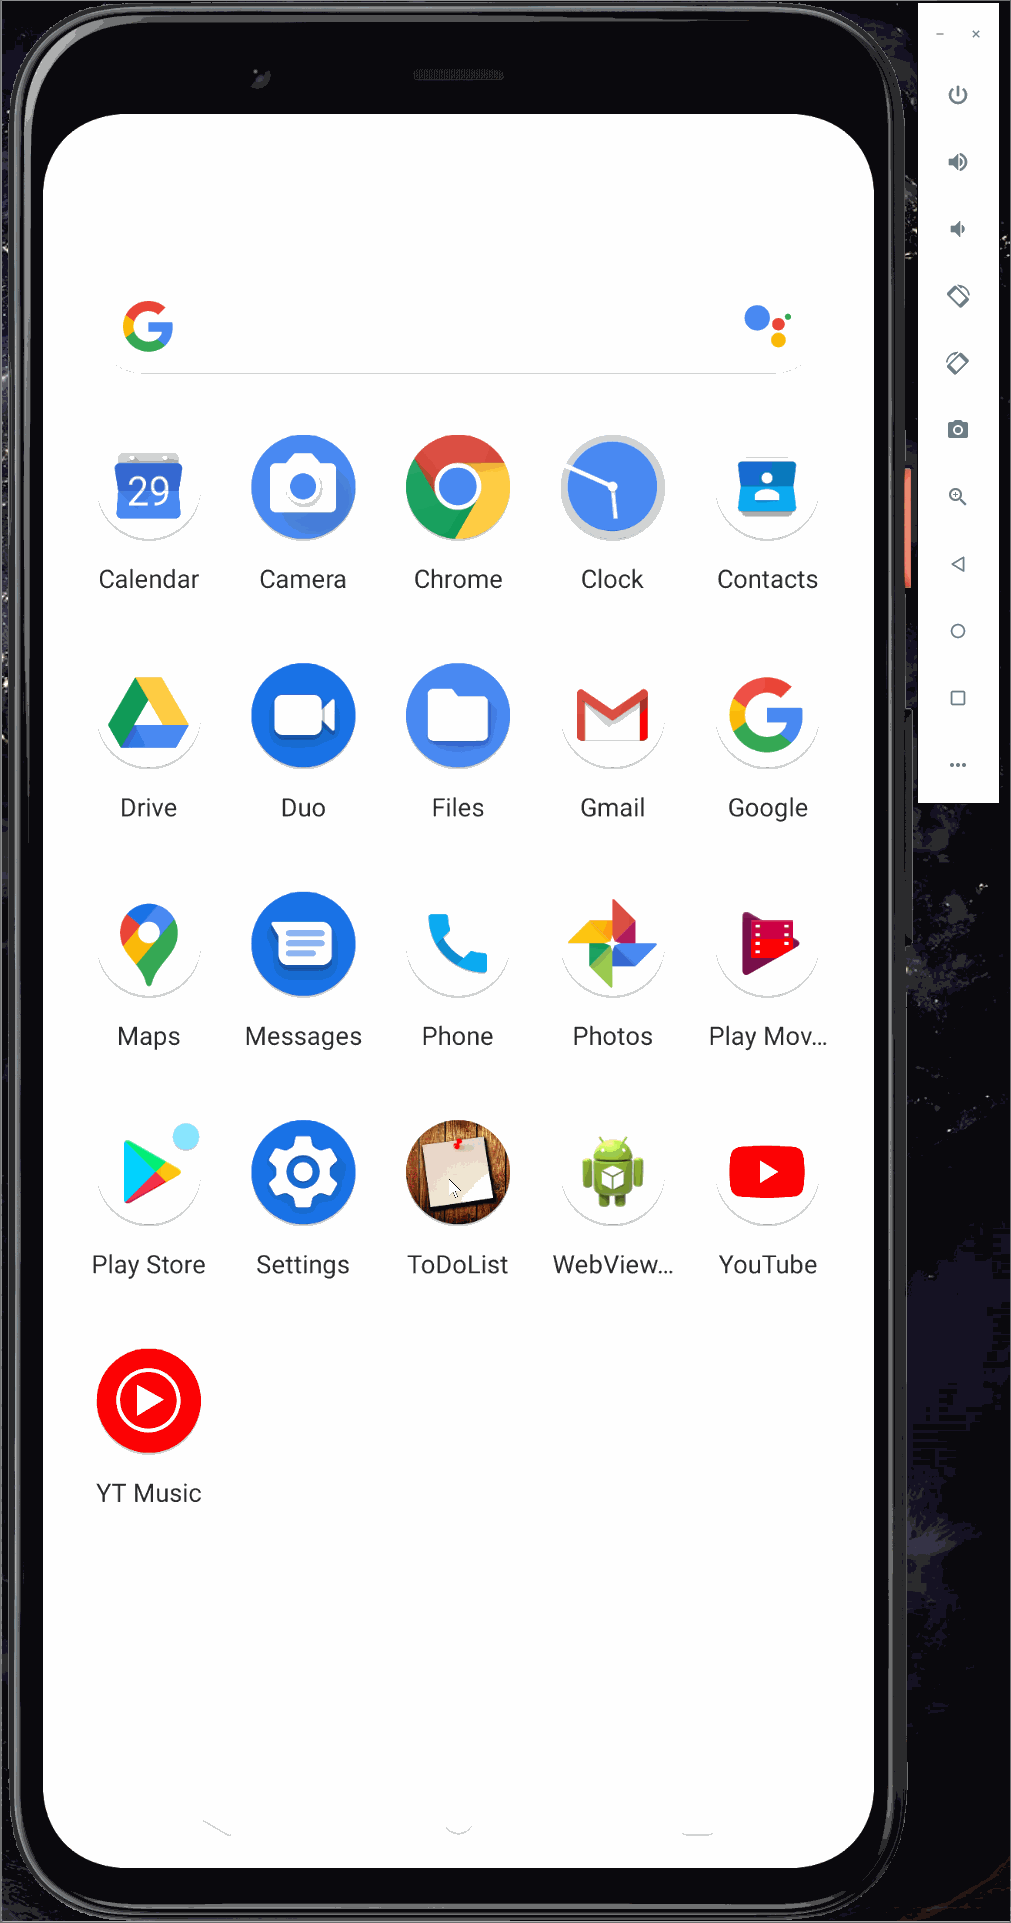 29
Calendar Camera Chrome Clock Contacts
Drive Duo Files Gmail Google
Maps Messages Phone Photos Play Mov...
Play Store Settings ToDoList WebView... YouTube
YT Music